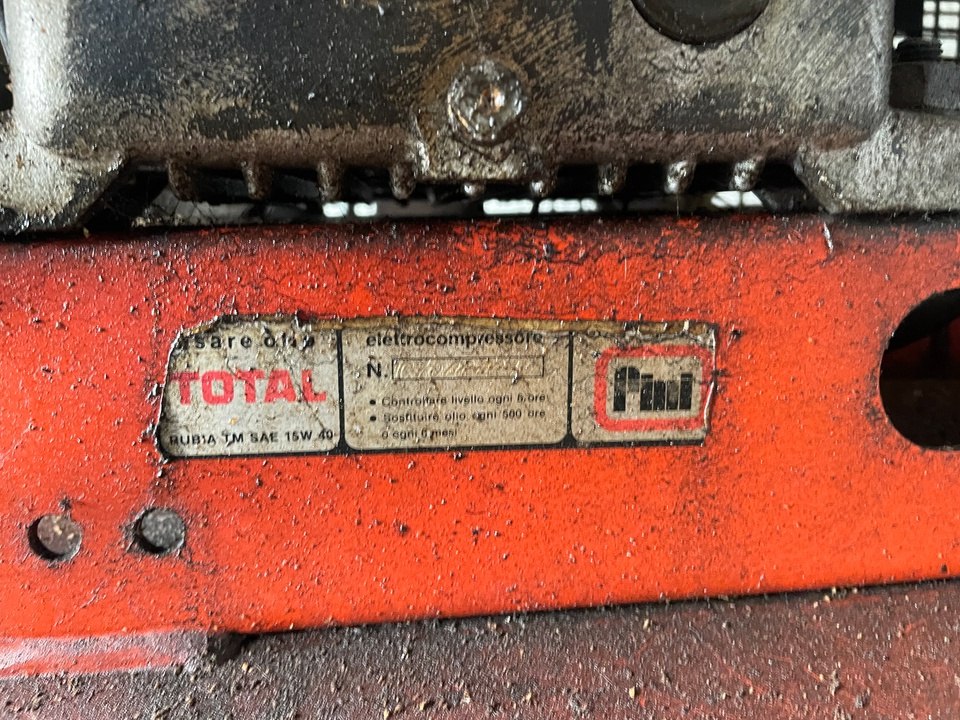 sare olio
TOTAL
RUBIA TM SAE 15W 40
elettrocompressore
N.
• Controllare livello ogni 8 ore
• Sostituire olio ogni 500 ore
o ogni 6 mesi
fini